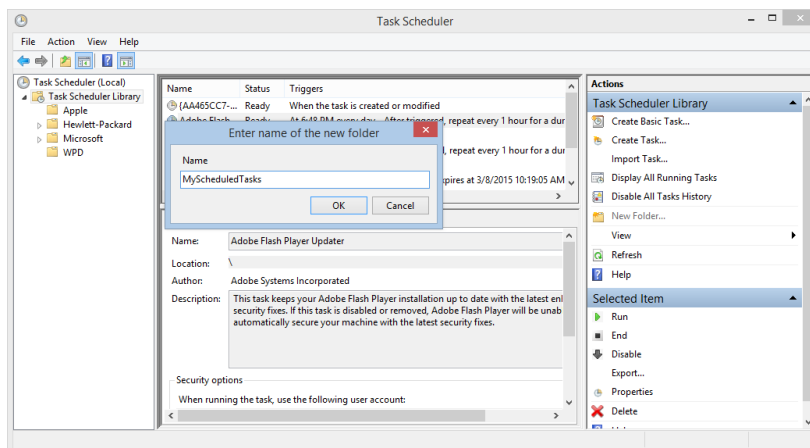 Task Scheduler
File Action View Help
Task Scheduler (Local)
Task Scheduler Library
Apple
Hewlett-Packard
Microsoft
WPD
Name Status Triggers
{AA465CC7-... Ready When the task is created or modified
Adobe Flash Ready At 6:48 PM every day - After triggered, repeat every 1 hour for a dur
d, repeat every 1 hour for a dur
xpires at 3/8/2015 10:19:05 AM
Enter name of the new folder
Name
MyScheduledTasks
OK Cancel
Name: Adobe Flash Player Updater
Location: \
Author: Adobe Systems Incorporated
Description: This task keeps your Adobe Flash Player installation up to date with the latest enl
security fixes. If this task is disabled or removed, Adobe Flash Player will be unab
automatically secure your machine with the latest security fixes.
Security options
When running the task, use the following user account:
Actions
Task Scheduler Library
Create Basic Task...
Create Task...
Import Task...
Display All Running Tasks
Disable All Tasks History
New Folder...
View
Refresh
Help
Selected Item
Run
End
Disable
Export...
Properties
Delete